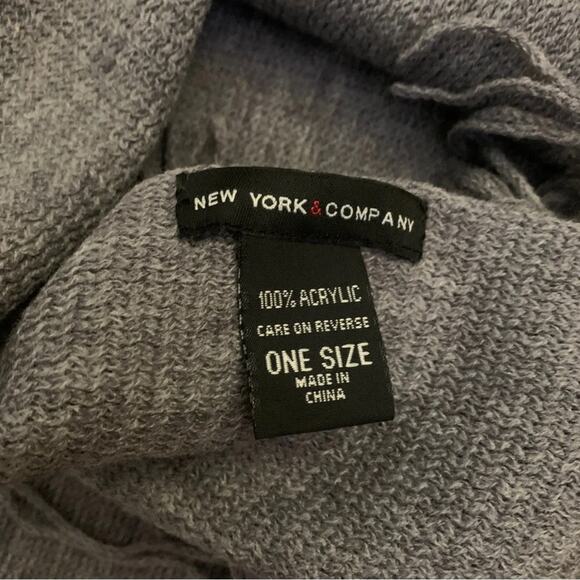 NEW YORK & COMPANY
100% ACRYLIC
CARE ON REVERSE
ONE SIZE
MADE IN
CHINA